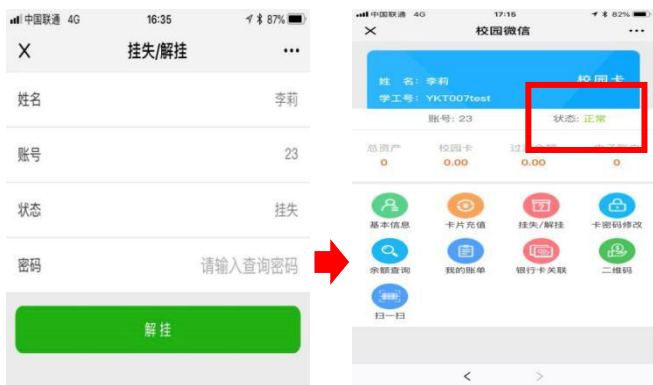 中国联通 4G 16:35 87%
X 挂失/解挂 •••
姓名 李莉
账号 23
状态 挂失
密码 请输入查询密码
解挂
中国联通 4G 17:15 82%
× 校园微信 •••
姓 名: 李莉 校园卡
学工号: YKT007test
账号: 23 状态: 正常
总资产 校园卡
0 0.00 0.00 0
基本信息 卡片充值 挂失/解挂 卡密码修改
余额查询 我的账单 银行卡关联 二维码
扫一扫
< >